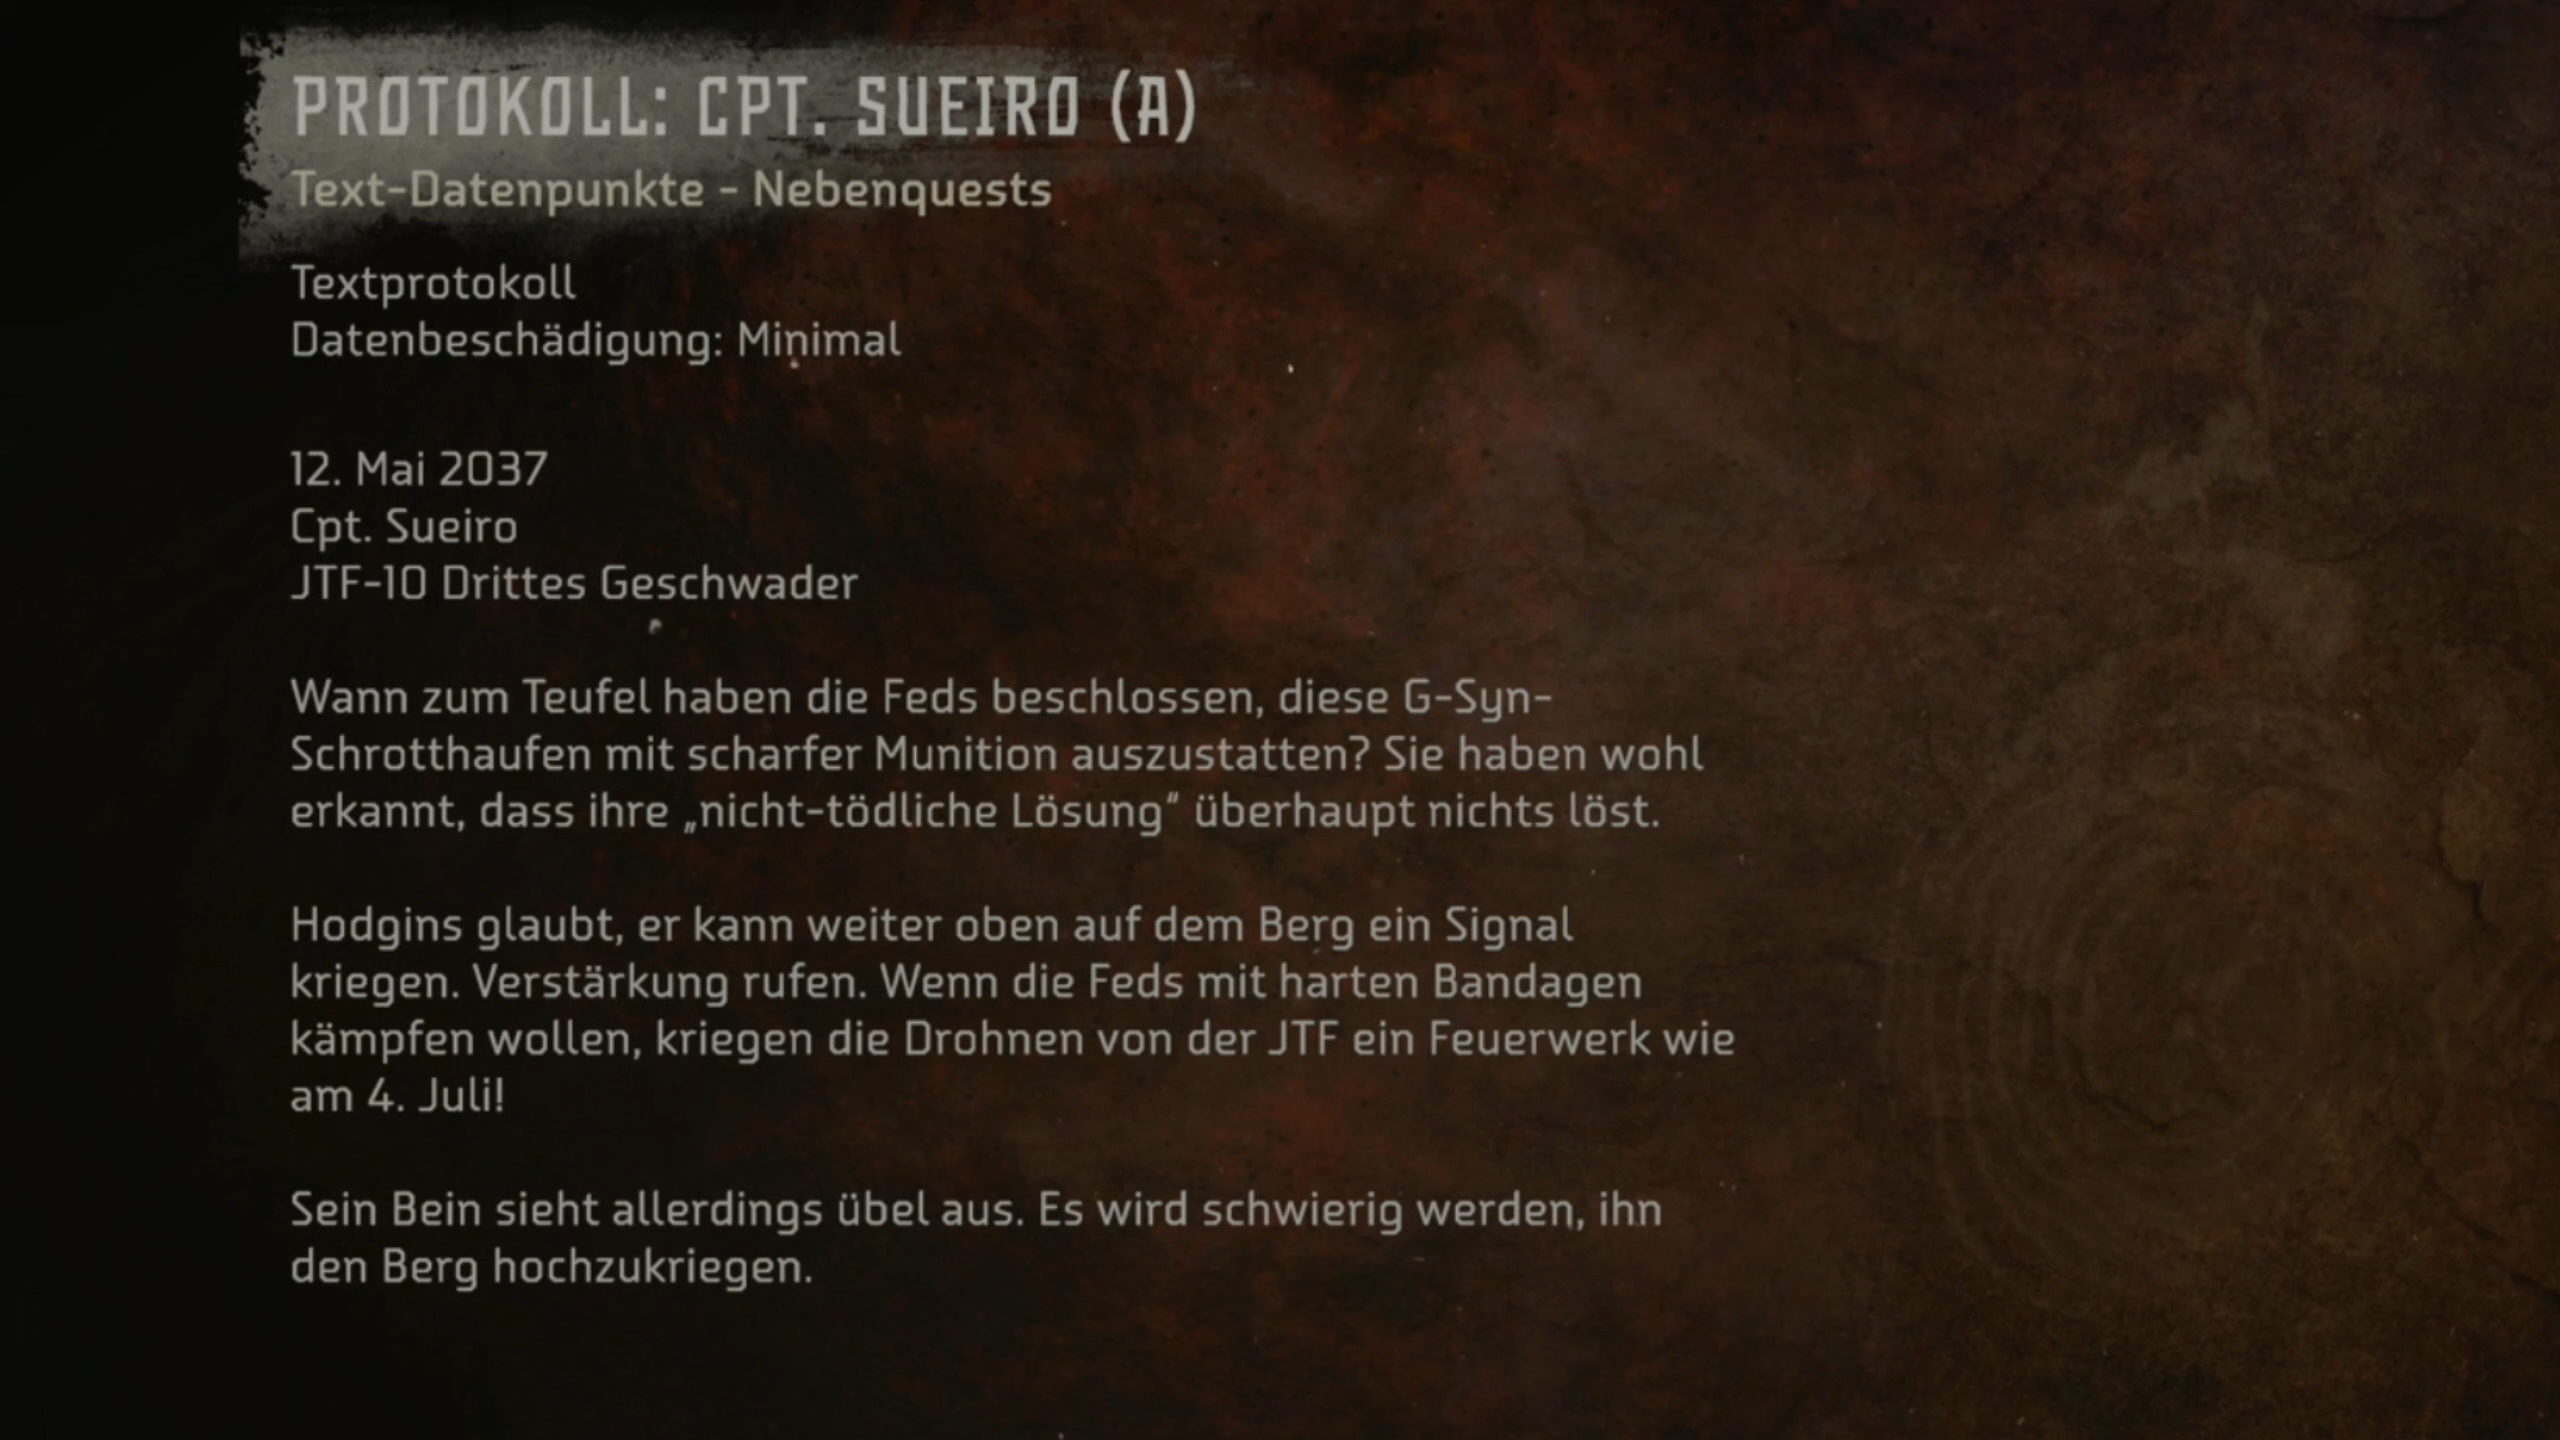 PROTOKOLL: CPT. SUEIRO (A)
Text-Datenpunkte - Nebenquests
Textprotokoll
Datenbeschädigung: Minimal
12. Mai 2037
Cpt. Sueiro
JTF-10 Drittes Geschwader
Wann zum Teufel haben die Feds beschlossen, diese G-Syn-
Schrotthaufen mit scharfer Munition auszustatten? Sie haben wohl
erkannt, dass ihre „nicht-tödliche Lösung“ überhaupt nichts löst.
Hodgins glaubt, er kann weiter oben auf dem Berg ein Signal
kriegen. Verstärkung rufen. Wenn die Feds mit harten Bandagen
kämpfen wollen, kriegen die Drohnen von der JTF ein Feuerwerk wie
am 4. Juli!
Sein Bein sieht allerdings übel aus. Es wird schwierig werden, ihn
den Berg hochzukriegen.